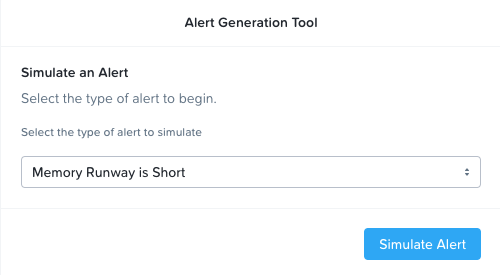 Alert Generation Tool
Simulate an Alert
Select the type of alert to begin.
Select the type of alert to simulate
Memory Runway is Short
Simulate Alert